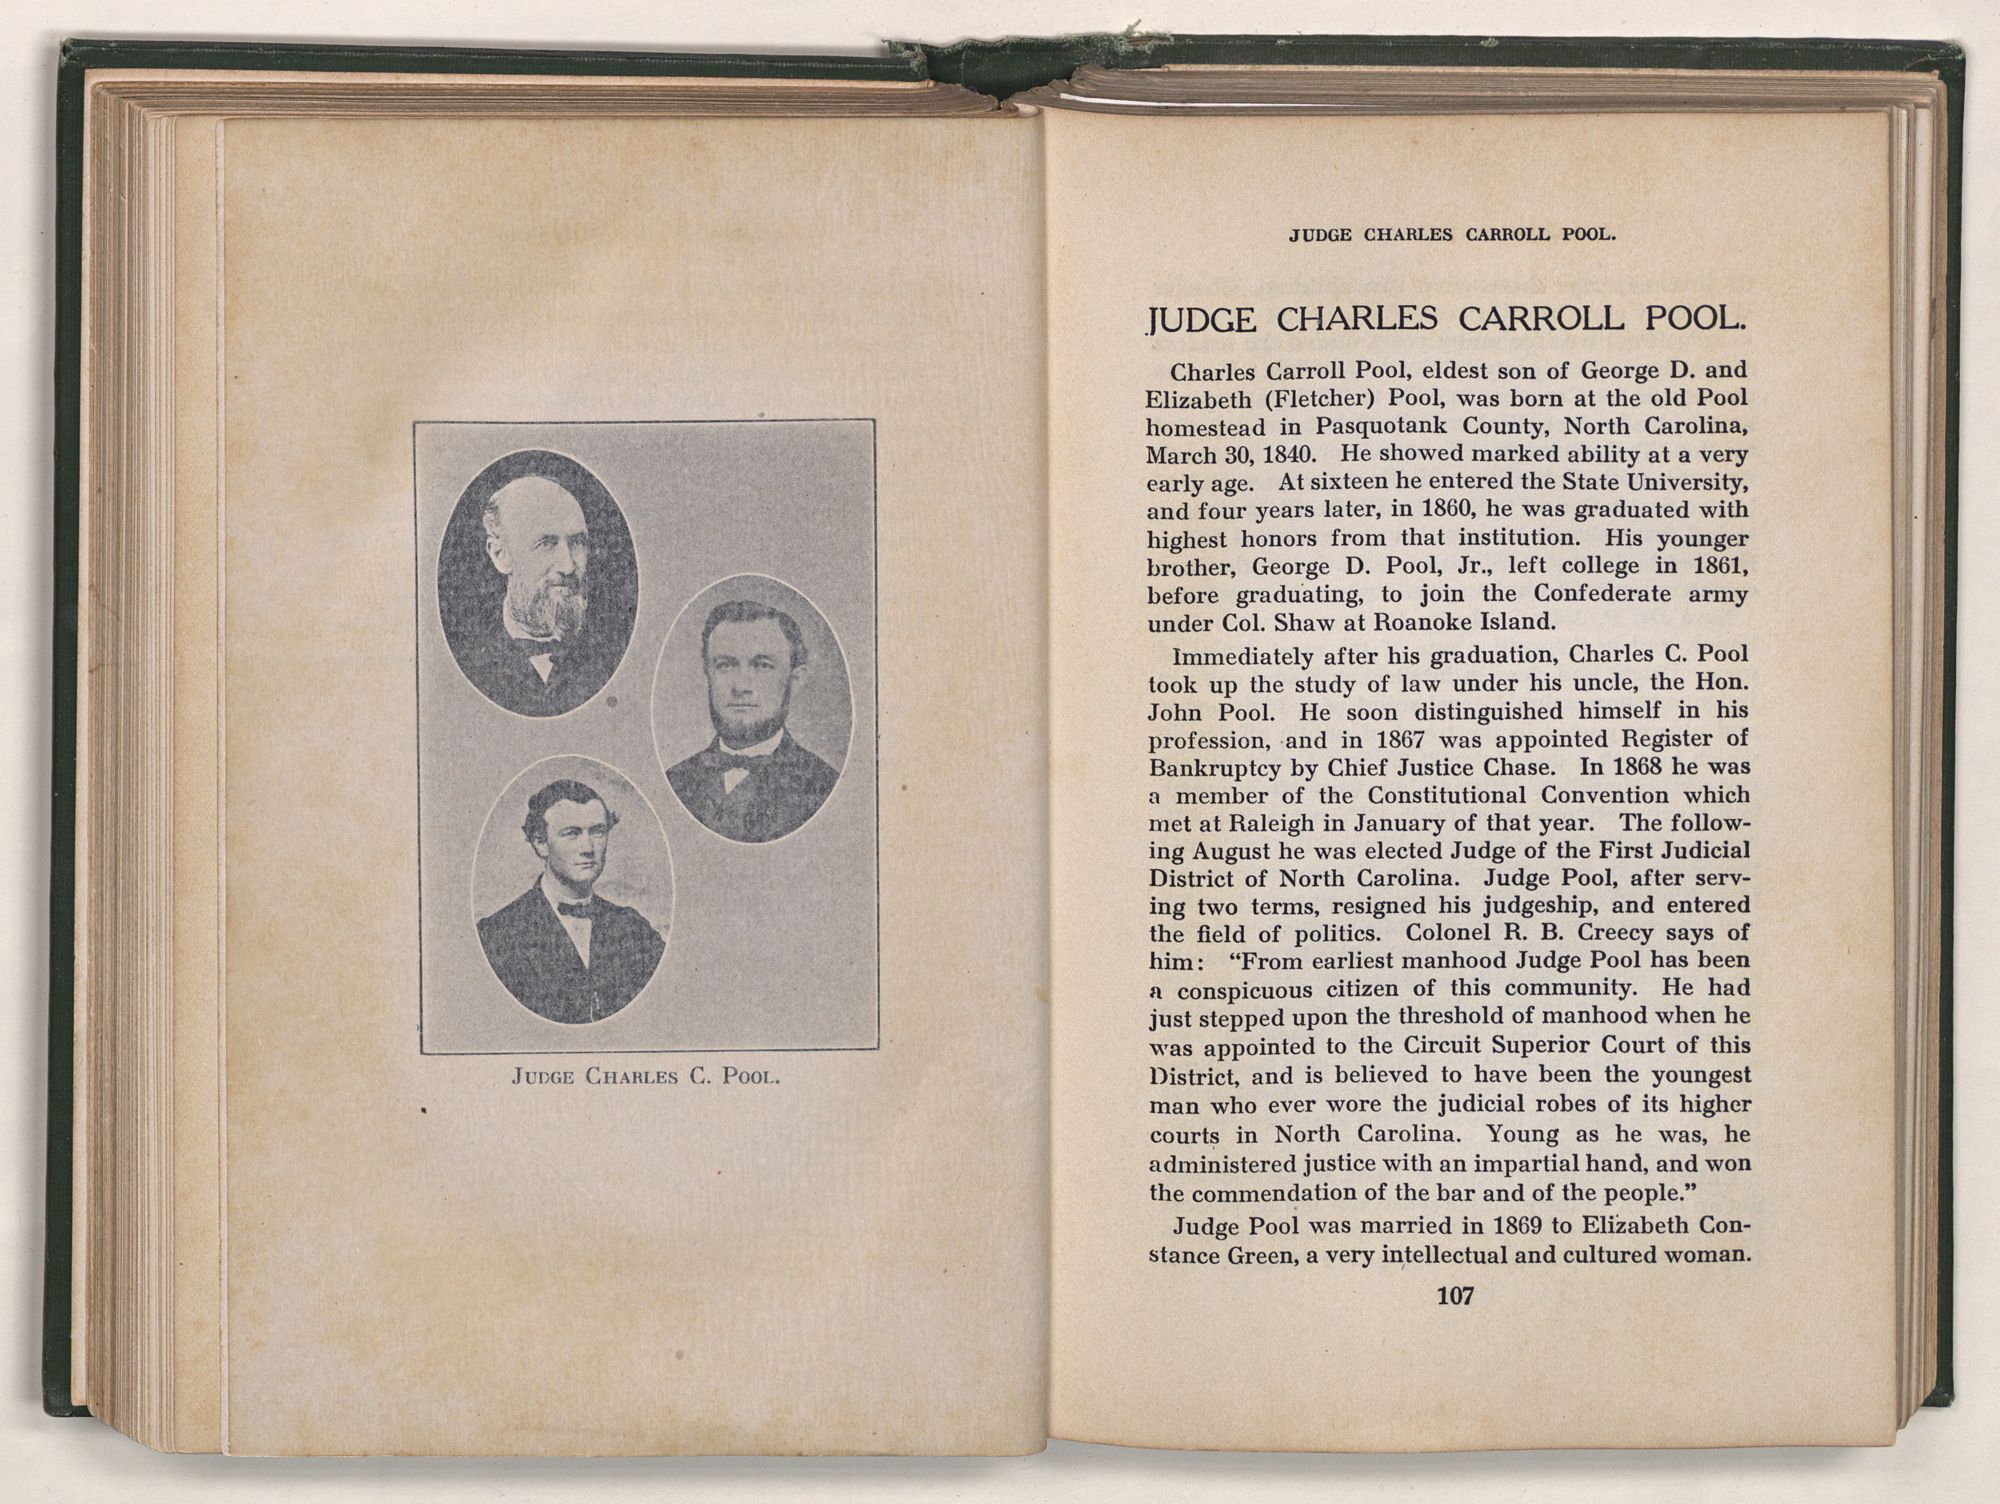 JUDGE CHARLES C. POOL.
JUDGE CHARLES CARROLL POOL.
JUDGE CHARLES CARROLL POOL.
Charles Carroll Pool, eldest son of George D. and
Elizabeth (Fletcher) Pool, was born at the old Pool
homestead in Pasquotank County, North Carolina,
March 30, 1840. He showed marked ability at a very
early age. At sixteen he entered the State University,
and four years later, in 1860, he was graduated with
highest honors from that institution. His younger
brother, George D. Pool, Jr., left college in 1861,
before graduating, to join the Confederate army
under Col. Shaw at Roanoke Island.
Immediately after his graduation, Charles C. Pool
took up the study of law under his uncle, the Hon.
John Pool. He soon distinguished himself in his
profession, and in 1867 was appointed Register of
Bankruptcy by Chief Justice Chase. In 1868 he was
a member of the Constitutional Convention which
met at Raleigh in January of that year. The follow-
ing August he was elected Judge of the First Judicial
District of North Carolina. Judge Pool, after serv-
ing two terms, resigned his judgeship, and entered
the field of politics. Colonel R. B. Creecy says of
him: “From earliest manhood Judge Pool has been
a conspicuous citizen of this community. He had
just stepped upon the threshold of manhood when he
was appointed to the Circuit Superior Court of this
District, and is believed to have been the youngest
man who ever wore the judicial robes of its higher
courts in North Carolina. Young as he was, he
administered justice with an impartial hand, and won
the commendation of the bar and of the people.”
Judge Pool was married in 1869 to Elizabeth Con-
stance Green, a very intellectual and cultured woman.
107